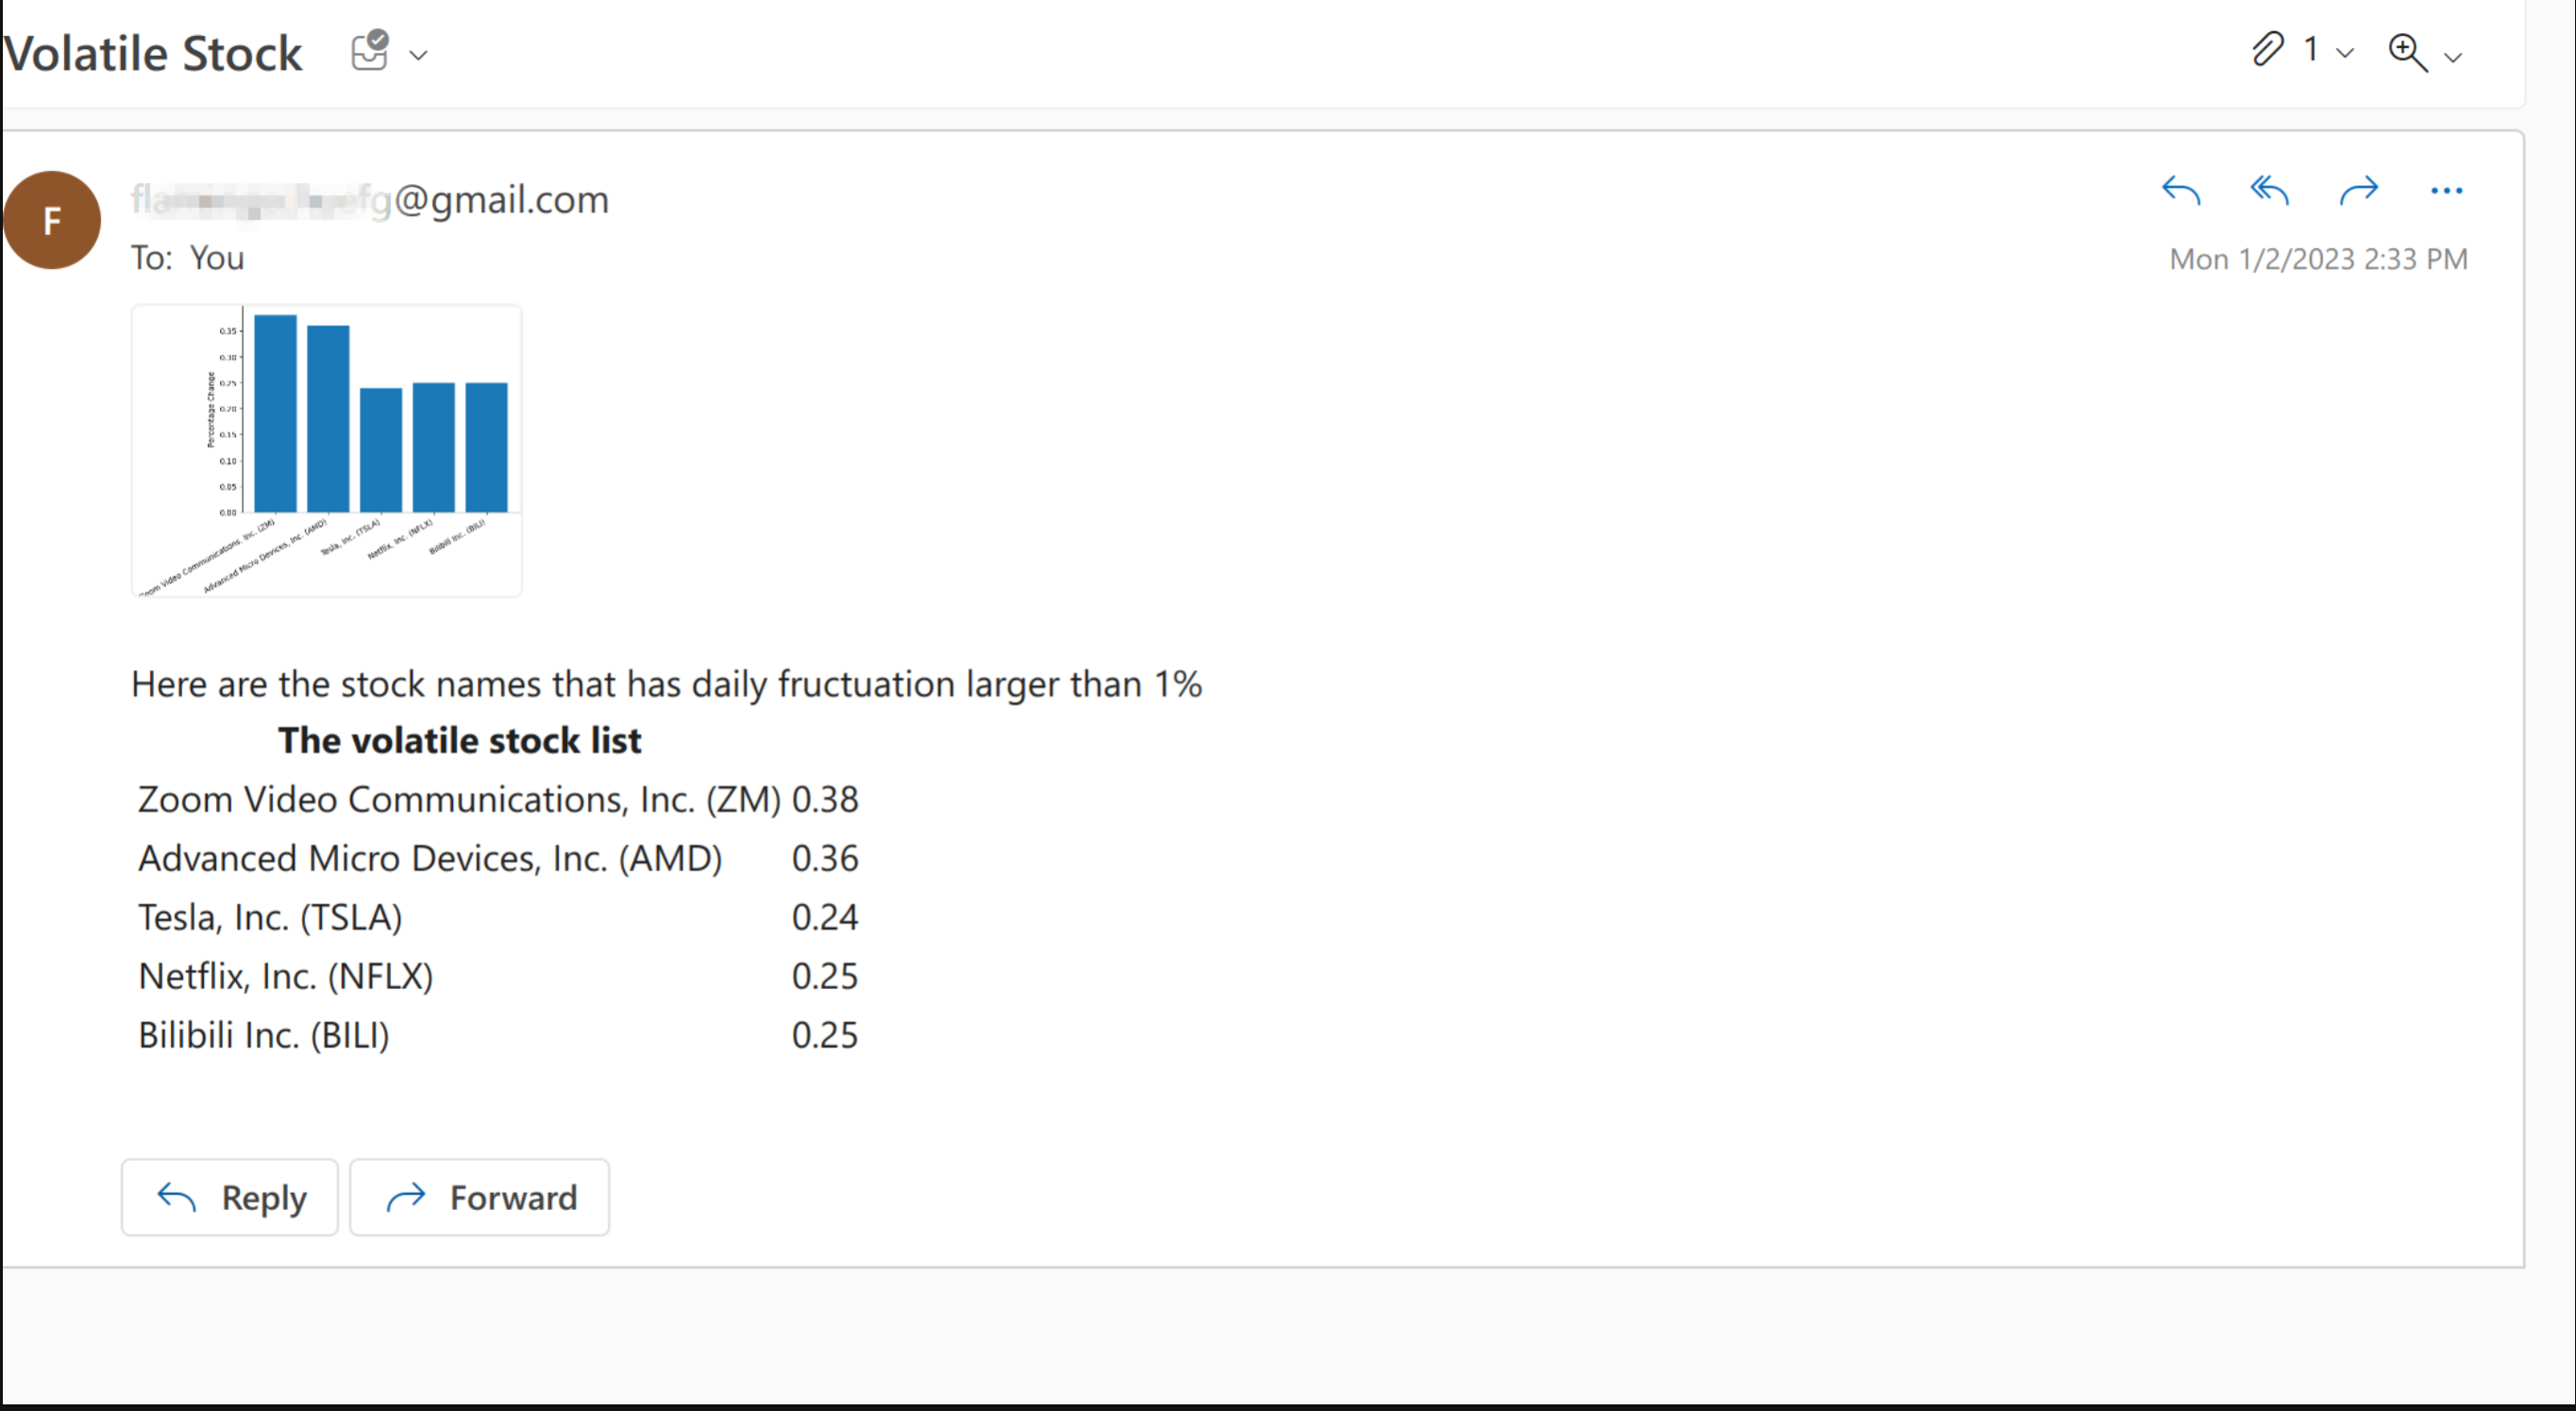 Volatile Stock
1
F
@gmail.com
To: You
Mon 1/2/2023 2:33 PM
Percentage Change
0.35
0.30
0.25
0.20
0.15
0.10
0.05
0.00
Zoom Video Communications, Inc. (ZM)
Advanced Micro Devices, Inc. (AMD)
Tesla, Inc. (TSLA)
Netflix, Inc. (NFLX)
Bilibili Inc. (BILI)
Here are the stock names that has daily fructuation larger than 1%
The volatile stock list
Zoom Video Communications, Inc. (ZM) 0.38
Advanced Micro Devices, Inc. (AMD) 0.36
Tesla, Inc. (TSLA) 0.24
Netflix, Inc. (NFLX) 0.25
Bilibili Inc. (BILI) 0.25
Reply
Forward